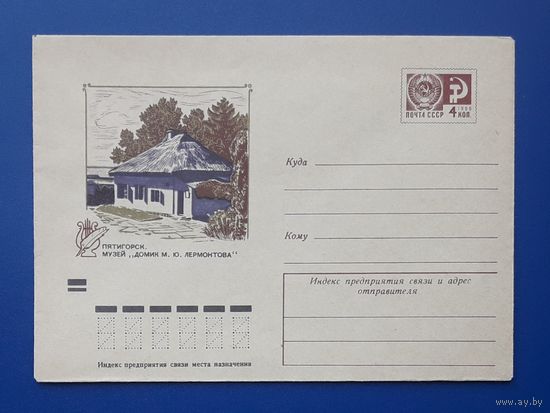 1966
ПОЧТА СССР
4 КОП.
Куда
ПЯТИГОРСК.
МУЗЕЙ ,,ДОМИК М. Ю. ЛЕРМОНТОВА''
Кому
Индекс предприятия связи и адрес
отправителя
Индекс предприятия связи места назначения
www.ay.by